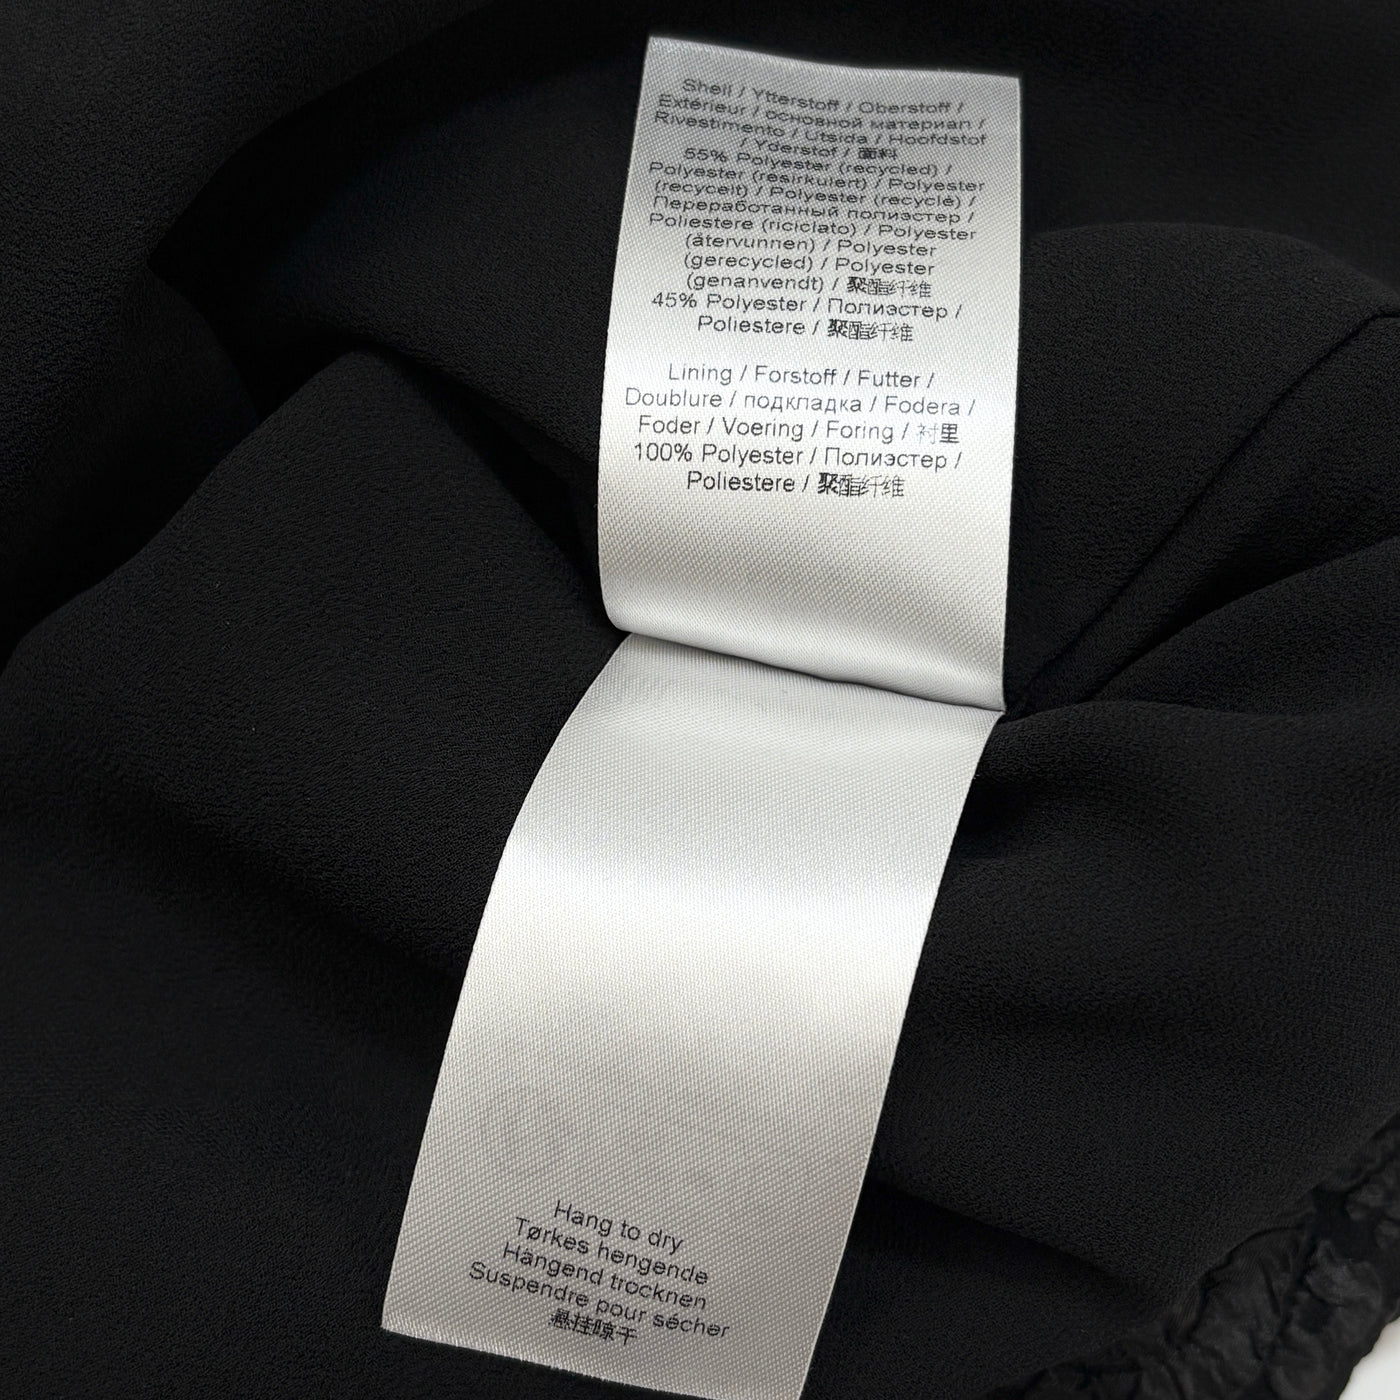 Shell / Ytterstoff / Oberstoff /
Extérieur / основной материал /
Rivestimento / Utsida / Hoofdstof
/ Yderstof / 面料
55% Polyester (recycled) /
Polyester (resirkulert) / Polyester
(recycelt) / Polyester (recyclé) /
Переработанный полиэстер /
Poliestere (riciclato) / Polyester
(återvunnen) / Polyester
(gerecycled) / Polyester
(genanvendt) / 聚酯纤维
45% Polyester / Полиэстер /
Poliestere / 聚酯纤维
Lining / Forstoff / Futter /
Doublure / подкладка / Fodera /
Foder / Voering / Foring / 衬里
100% Polyester / Полиэстер /
Poliestere / 聚酯纤维
Hang to dry
Tørkes hengende
Hängend trocknen
Suspendre pour sécher
悬挂晾干